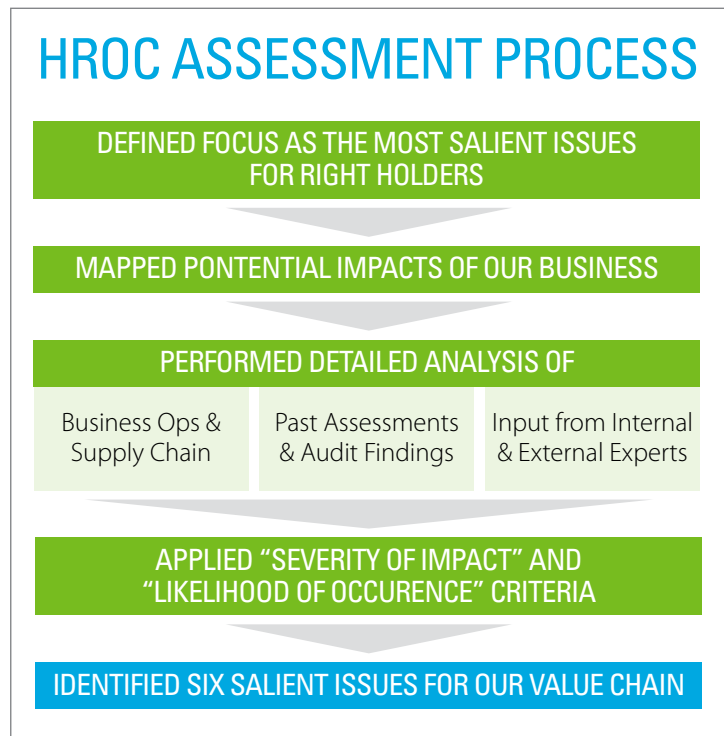 HROC ASSESSMENT PROCESS
DEFINED FOCUS AS THE MOST SALIENT ISSUES
FOR RIGHT HOLDERS
MAPPED PONTENTIAL IMPACTS OF OUR BUSINESS
PERFORMED DETAILED ANALYSIS OF
Business Ops &
Supply Chain
Past Assessments
& Audit Findings
Input from Internal
& External Experts
APPLIED “SEVERITY OF IMPACT” AND
“LIKELIHOOD OF OCCURENCE” CRITERIA
IDENTIFIED SIX SALIENT ISSUES FOR OUR VALUE CHAIN